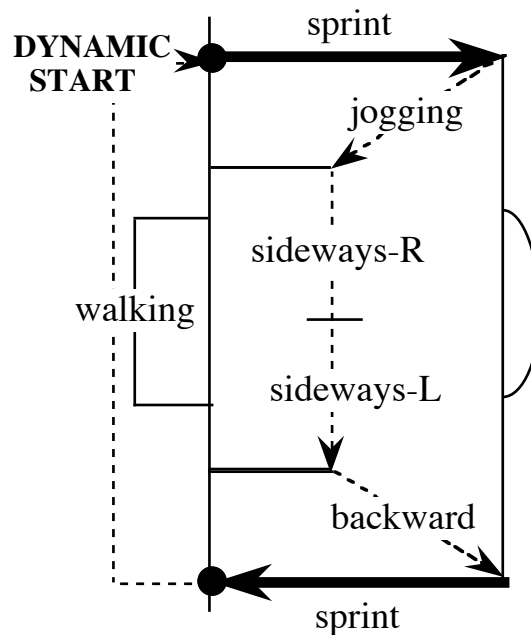 sprint
DYNAMIC
START
jogging
sideways-R
walking
sideways-L
backward
sprint